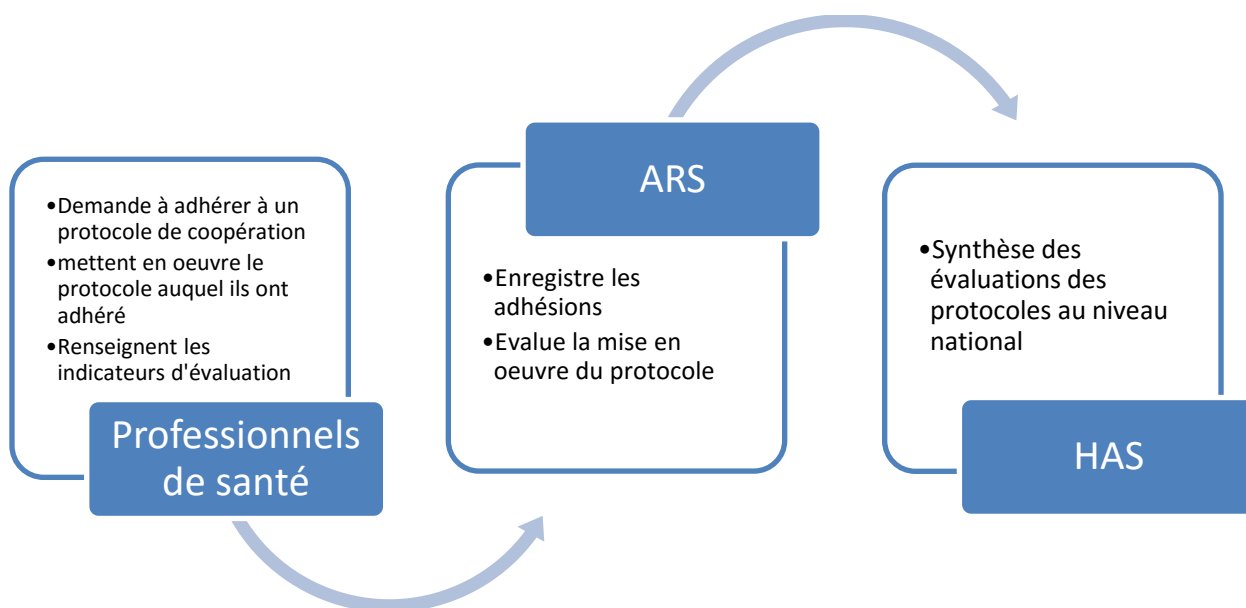 •Demande à adhérer à un
protocole de coopération
•mettent en oeuvre le
protocole auquel ils ont
adhéré
•Renseignent les
indicateurs d'évaluation
Professionnels
de santé
ARS
•Enregistre les
adhésions
•Evalue la mise en
oeuvre du protocole
•Synthèse des
évaluations des
protocoles au niveau
national
HAS